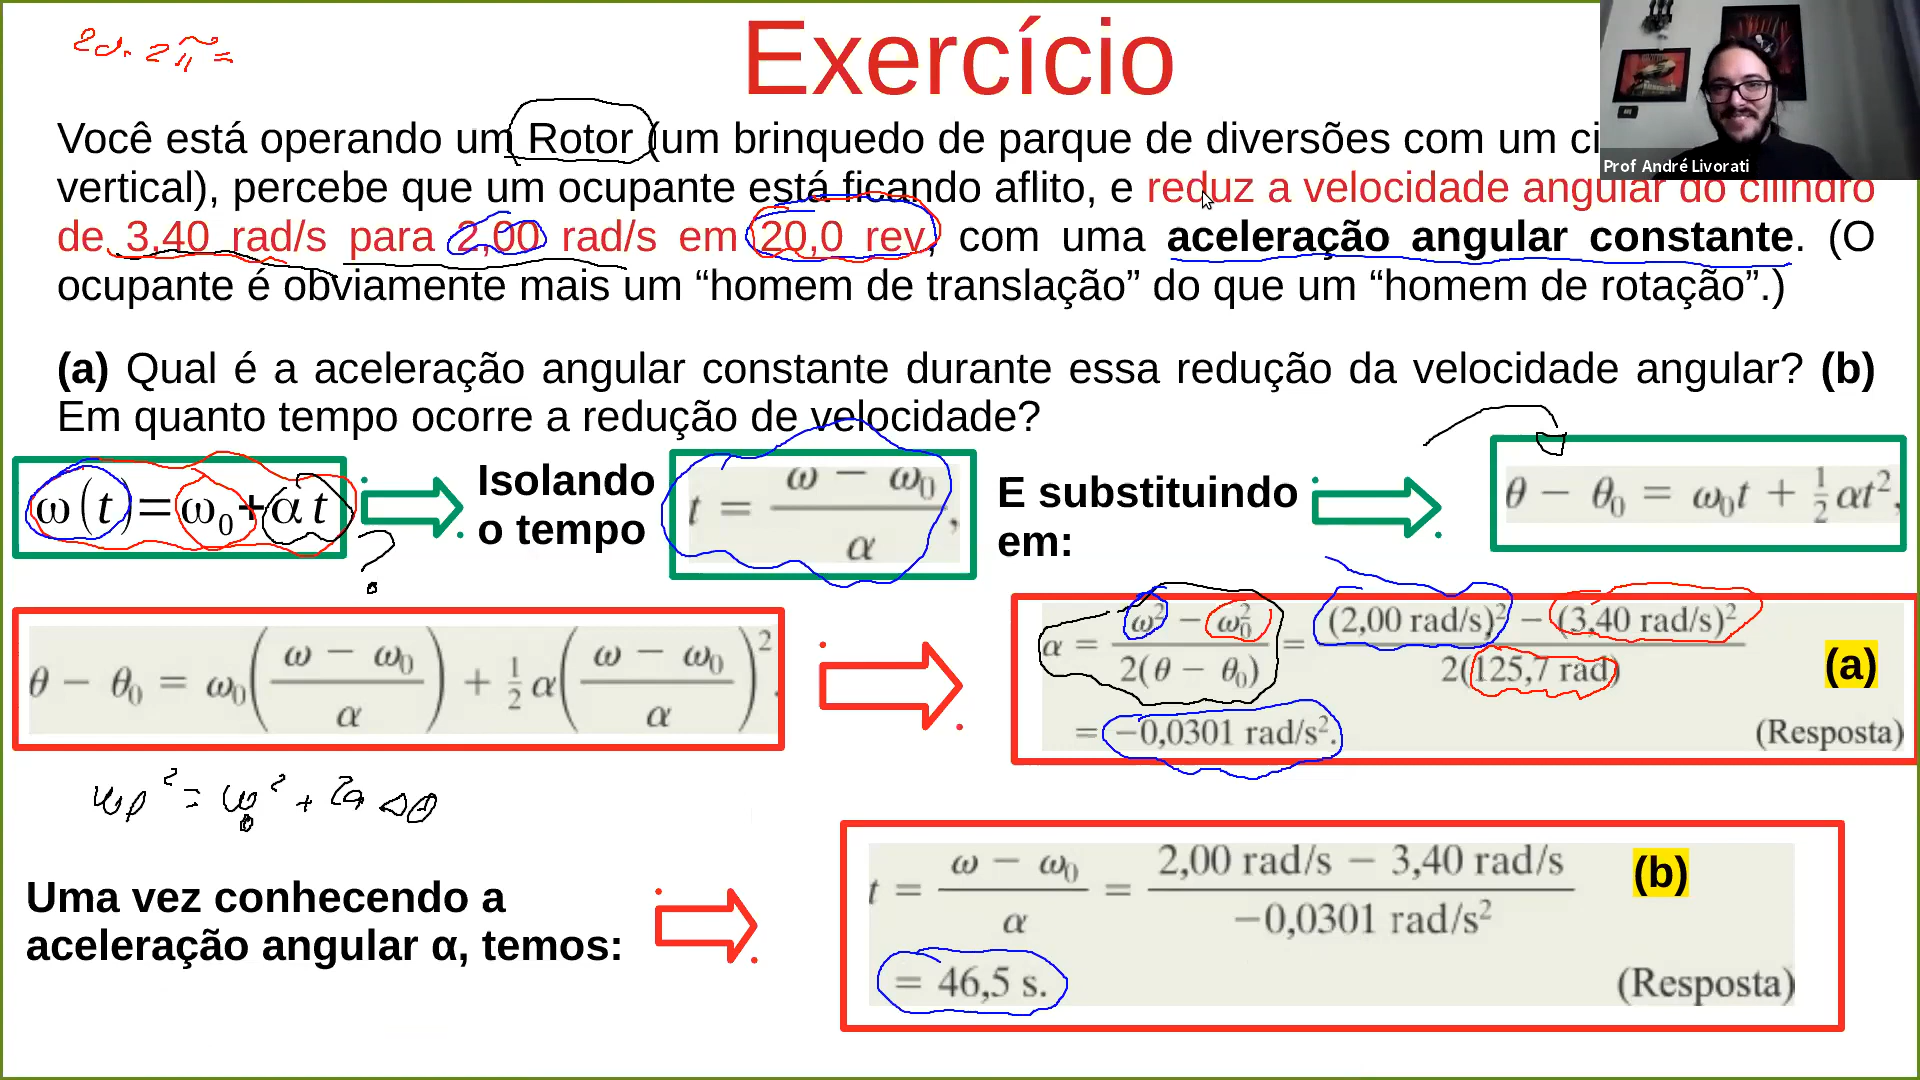 20. 2π =
Exercício
Prof André Livorati
Você está operando um Rotor (um brinquedo de parque de diversões com um
vertical), percebe que um ocupante está ficando aflito, e reduz a velocidade angular do cilindro
de 3,40 rad/s para 2,00 rad/s em 20,0 rev, com uma aceleração angular constante. (O
ocupante é obviamente mais um “homem de translação” do que um “homem de rotação”.)
(a) Qual é a aceleração angular constante durante essa redução da velocidade angular? (b)
Em quanto tempo ocorre a redução de velocidade?
ω(t)=ω₀+αt
?
Isolando
o tempo
t = (ω − ω₀)/α,
E substituindo
em:
θ − θ₀ = ω₀t + ½αt²,
θ − θ₀ = ω₀((ω − ω₀)/α) + ½α((ω − ω₀)/α)².
α = (ω² − ω₀²)/(2(θ − θ₀)) = ((2,00 rad/s)² − (3,40 rad/s)²)/(2(125,7 rad))
(a)
= −0,0301 rad/s². (Resposta)
ωf² = ω₀² + 2α Δθ
Uma vez conhecendo a
aceleração angular α, temos:
t = (ω − ω₀)/α = (2,00 rad/s − 3,40 rad/s)/(−0,0301 rad/s²)
(b)
= 46,5 s. (Resposta)